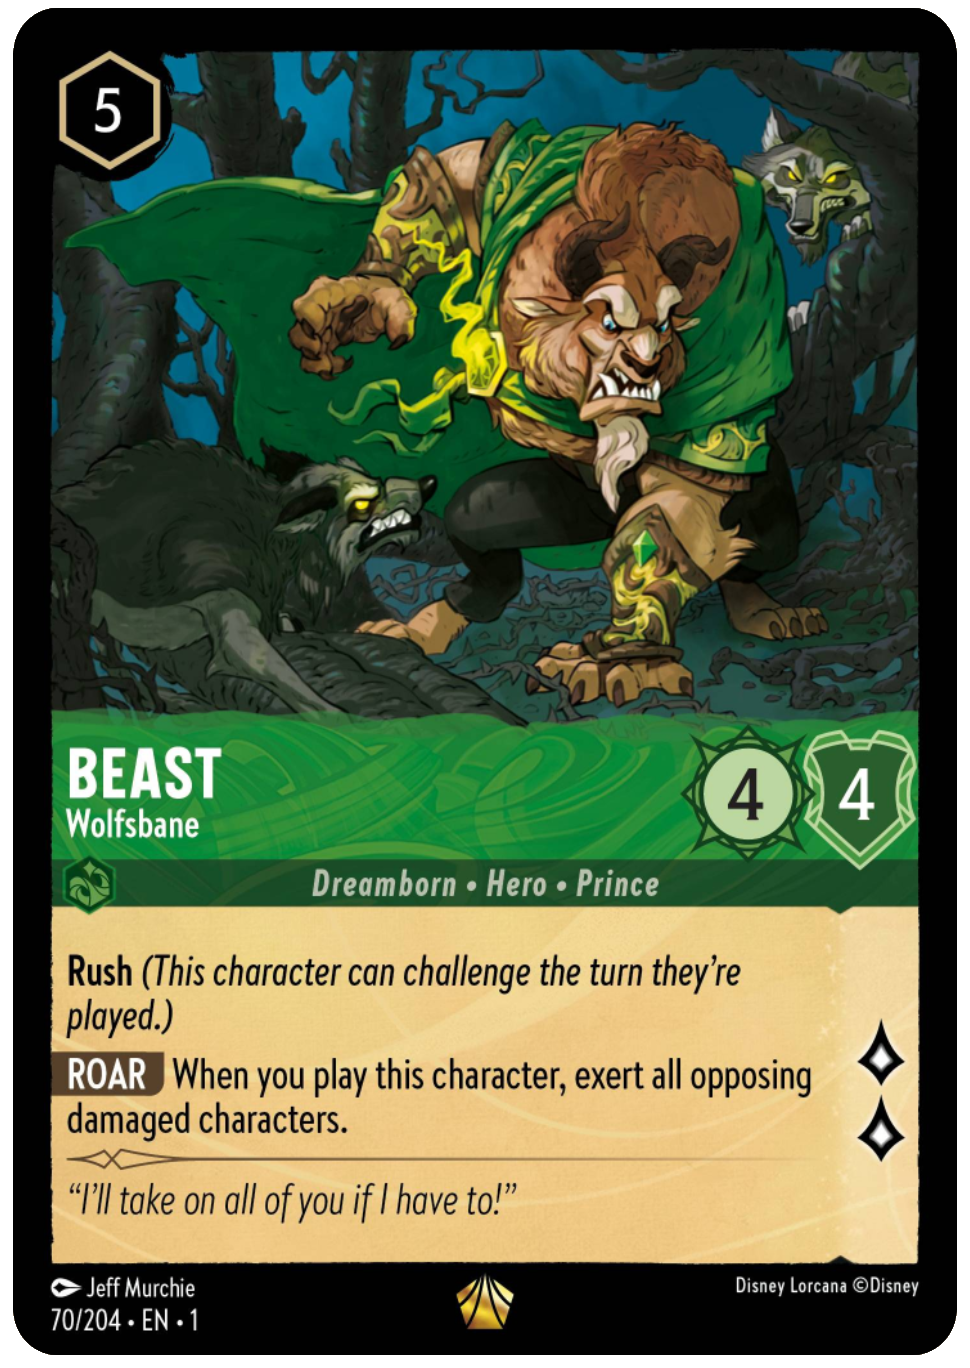 5
BEAST
Wolfsbane
4 4
Dreamborn • Hero • Prince
Rush (This character can challenge the turn they’re
played.)
ROAR When you play this character, exert all opposing
damaged characters.
“I’ll take on all of you if I have to!”
Jeff Murchie
Disney Lorcana ©Disney
70/204 • EN • 1